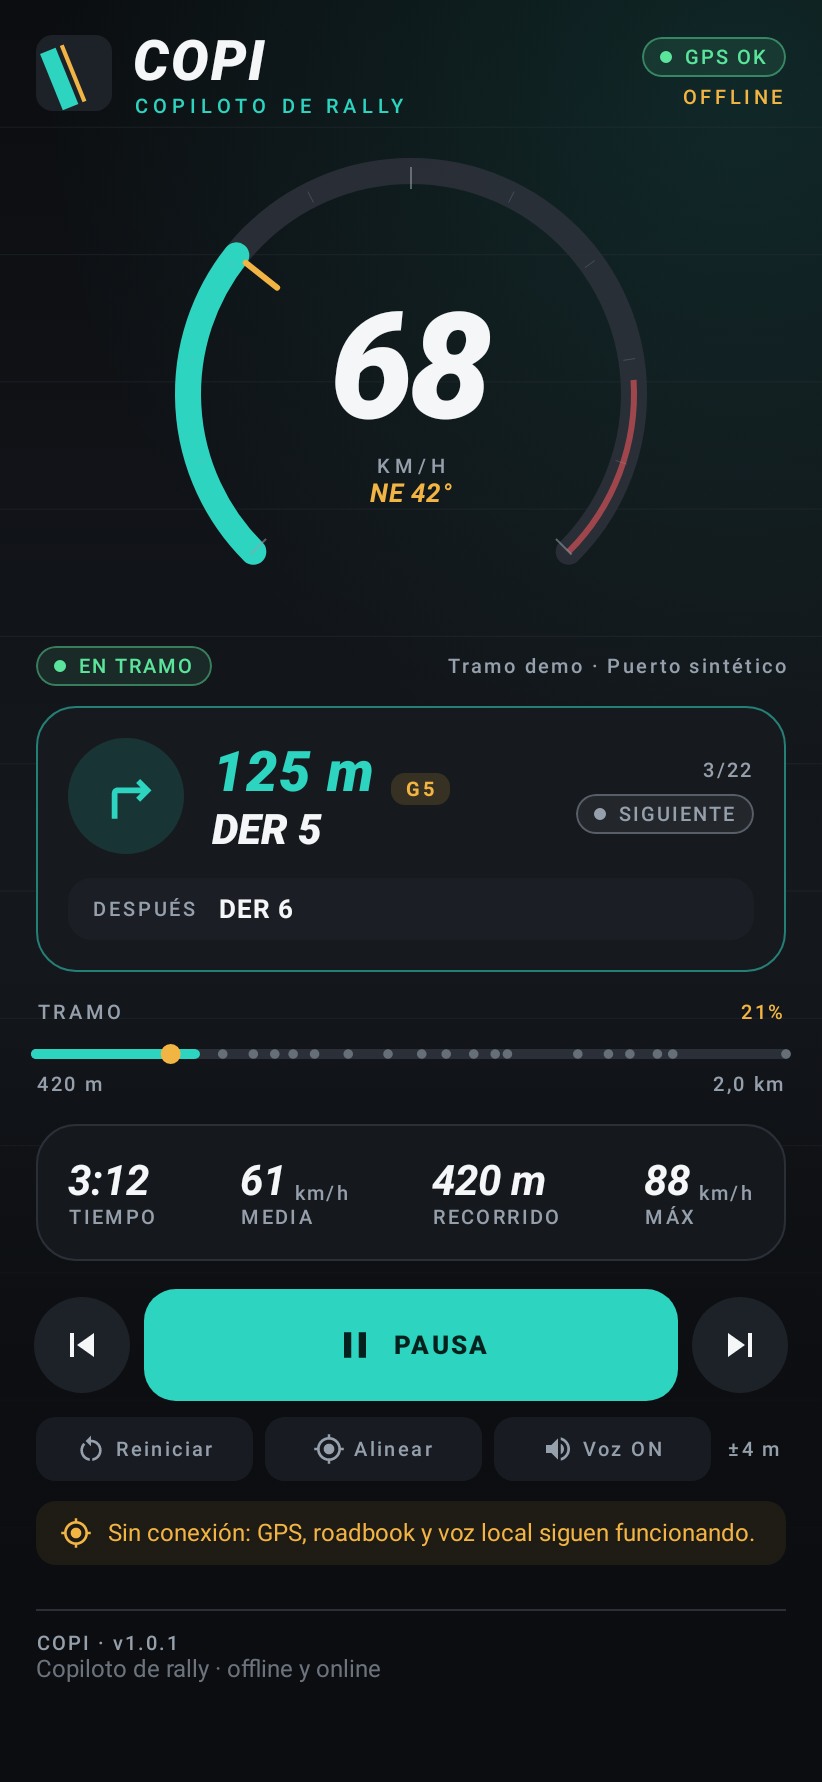 COPI
COPILOTO DE RALLY
GPS OK
OFFLINE
68
KM/H
NE 42°
EN TRAMO
Tramo demo · Puerto sintético
125 m
G5
DER 5
3/22
SIGUIENTE
DESPUÉS DER 6
TRAMO 21%
420 m 2,0 km
3:12 61 km/h 420 m 88 km/h
TIEMPO MEDIA RECORRIDO MÁX
PAUSA
Reiniciar Alinear Voz ON ±4 m
Sin conexión: GPS, roadbook y voz local siguen funcionando.
COPI · v1.0.1
Copiloto de rally · offline y online